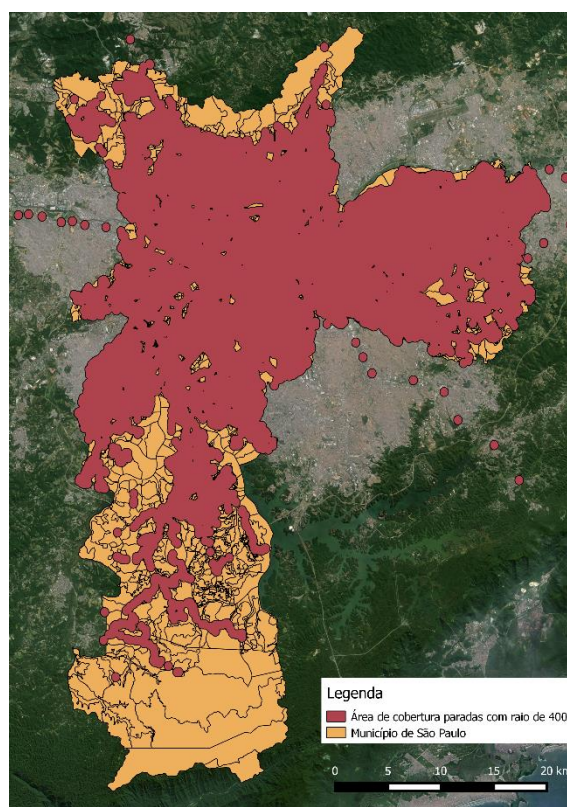 Legenda
Área de cobertura paradas com raio de 400
Município de São Paulo
0 5 10 15 20 km